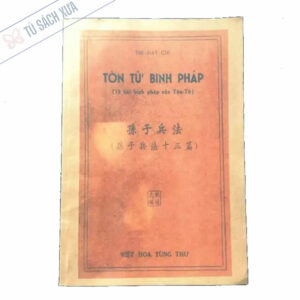 TỦ SÁCH XƯA
TÔN TỬ BINH PHÁP
(13 bài binh pháp của Tôn-Tử)
孫子兵法
(孫子兵法十三篇)
VIỆT HOA TÙNG THƯ